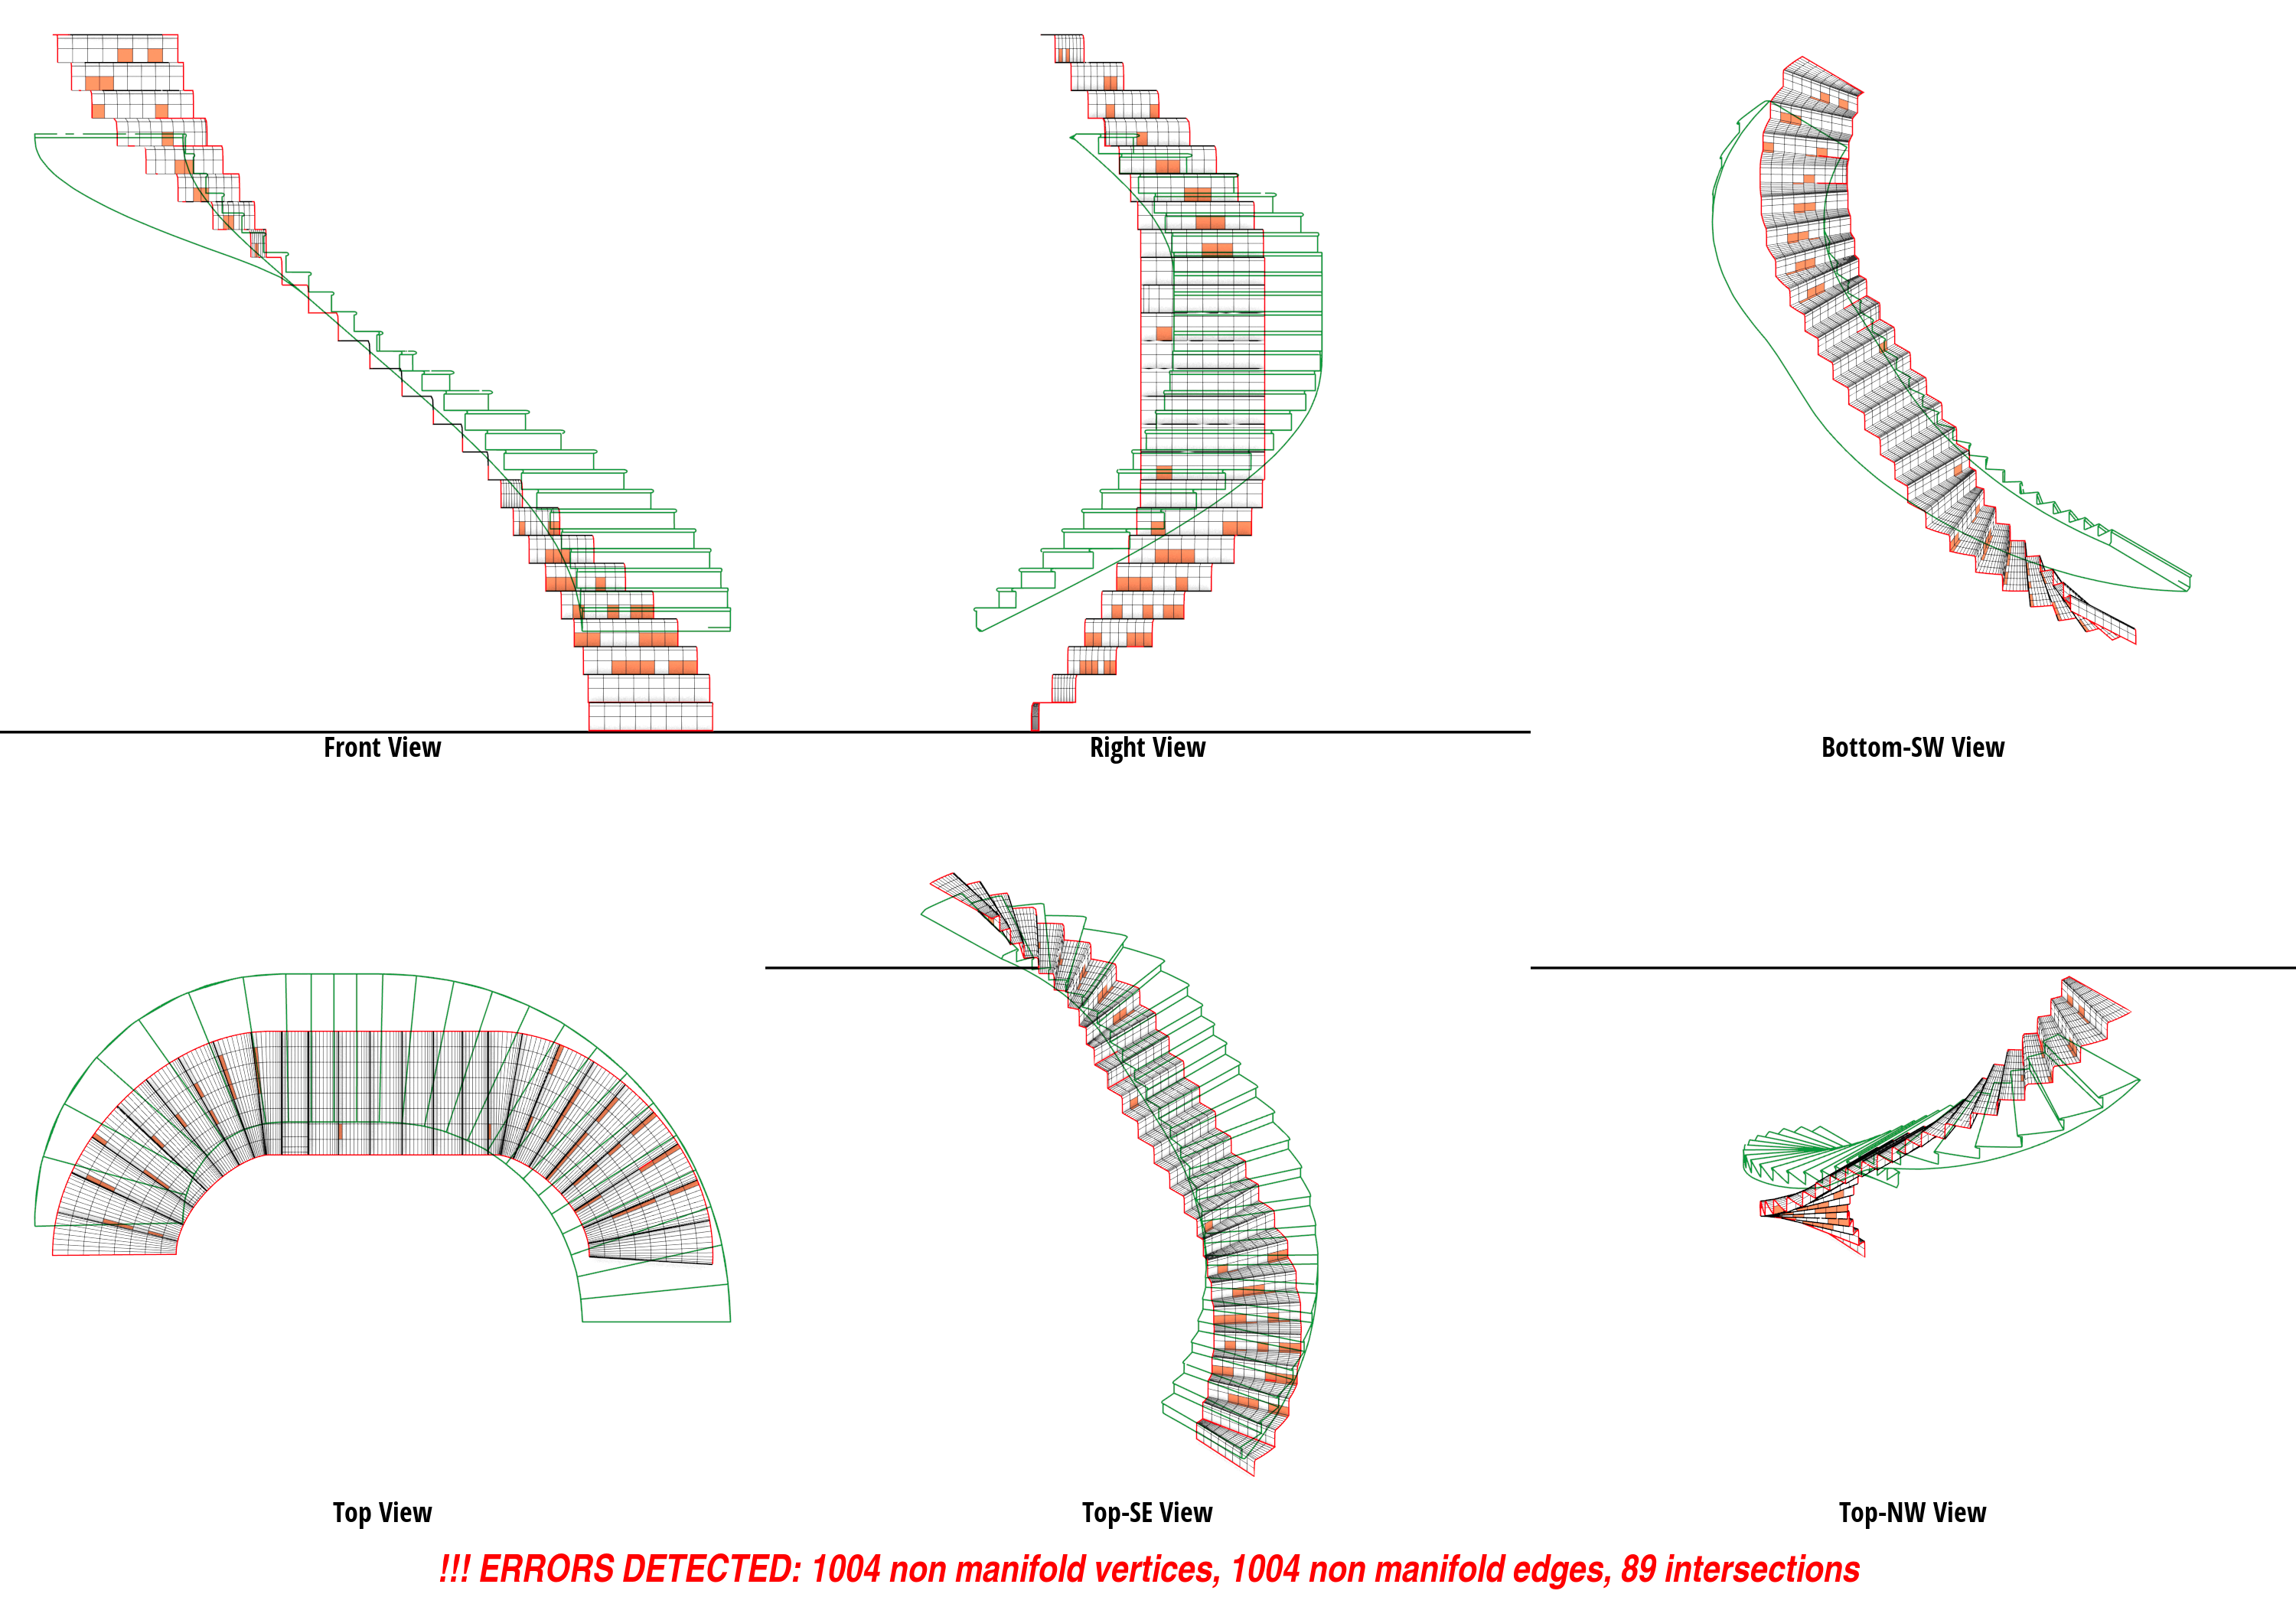 Front View
Right View
Bottom-SW View
Top View
Top-SE View
Top-NW View
!!! ERRORS DETECTED: 1004 non manifold vertices, 1004 non manifold edges, 89 intersections